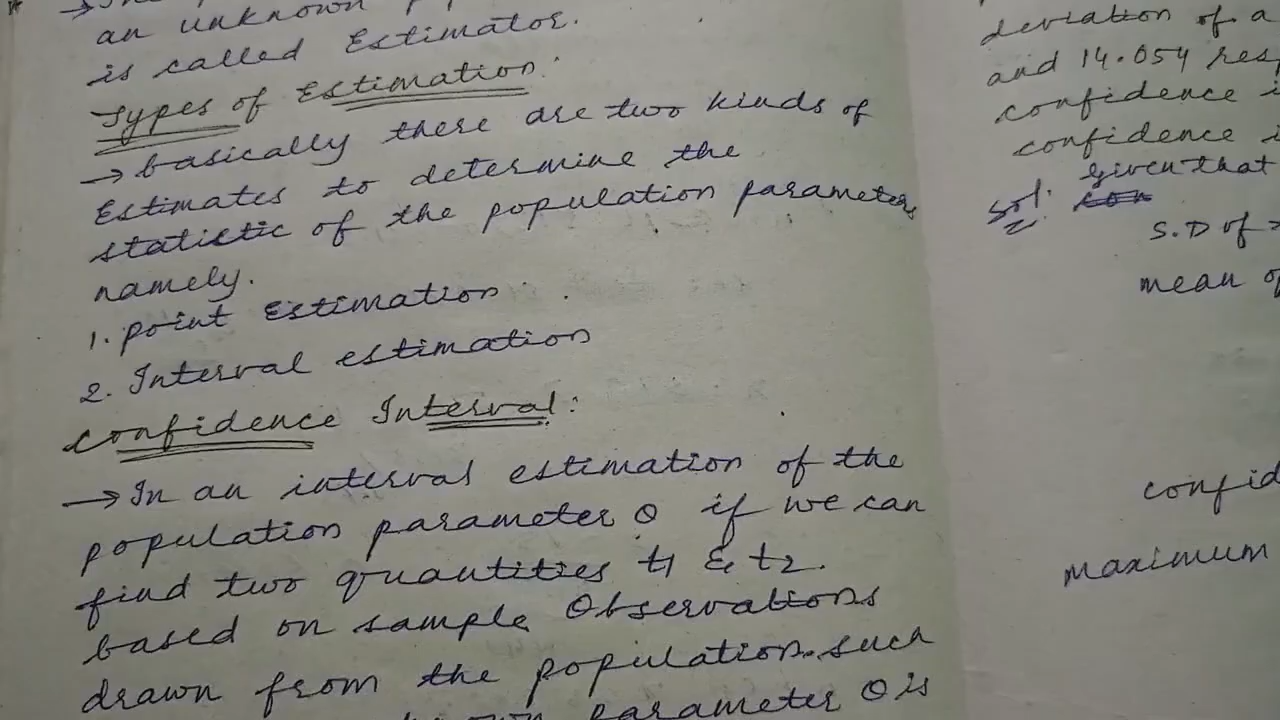 an unknown
is called Estimator.
Types of Estimation:
→ basically there are two kinds of
Estimates to determine the
statictic of the population parameters
namely.
1. point Estimation.
2. Interval estimation
Confidence Interval:
→ In an interval estimation of the
population parameter θ if we can
find two quantities t1 & t2.
based on sample Observations
drawn from the population. such
parameter θ is
deviation of a
and 14.054
confidence
confidence
sol. given that
S.D of
mean of
confid
maximum